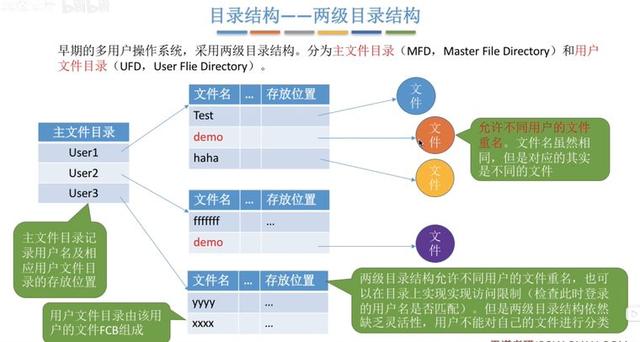 目录结构——两级目录结构
早期的多用户操作系统，采用两级目录结构。分为主文件目录（MFD，Master File Directory）和用户
文件目录（UFD，User Flie Directory）。
主文件目录
User1
User2
User3
文件名 ... 存放位置
Test
demo
haha
文件名 ... 存放位置
fffffff ...
demo
文件名 ... 存放位置
yyyy ...
xxxx ...
文
件
文
件
文
件
文
件
允许不同用户的文件
重名。文件名虽然相
同，但是对应的其实
是不同的文件
主文件目录记
录用户名及相
应用户文件目
录的存放位置
用户文件目录由该用
户的文件FCB组成
两级目录结构允许不同用户的文件重名，也可
以在目录上实现实现访问限制（检查此时登录
的用户名是否匹配）。但是两级目录结构依然
缺乏灵活性，用户不能对自己的文件进行分类